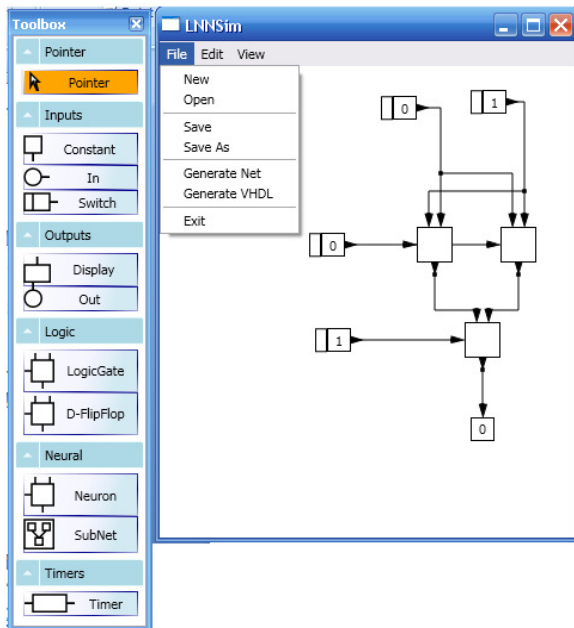 Toolbox
Pointer
Pointer
Inputs
Constant
In
Switch
Outputs
Display
Out
Logic
LogicGate
D-FlipFlop
Neural
Neuron
SubNet
Timers
Timer
LNNSim
File Edit View
New
Open
Save
Save As
Generate Net
Generate VHDL
Exit
0
1
0
1
0